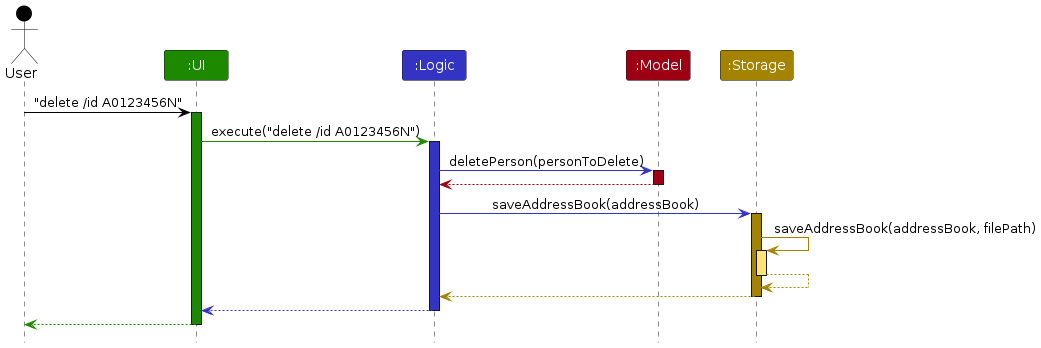 User
:UI
:Logic
:Model
:Storage
"delete /id A0123456N"
execute("delete /id A0123456N")
deletePerson(personToDelete)
saveAddressBook(addressBook)
saveAddressBook(addressBook, filePath)